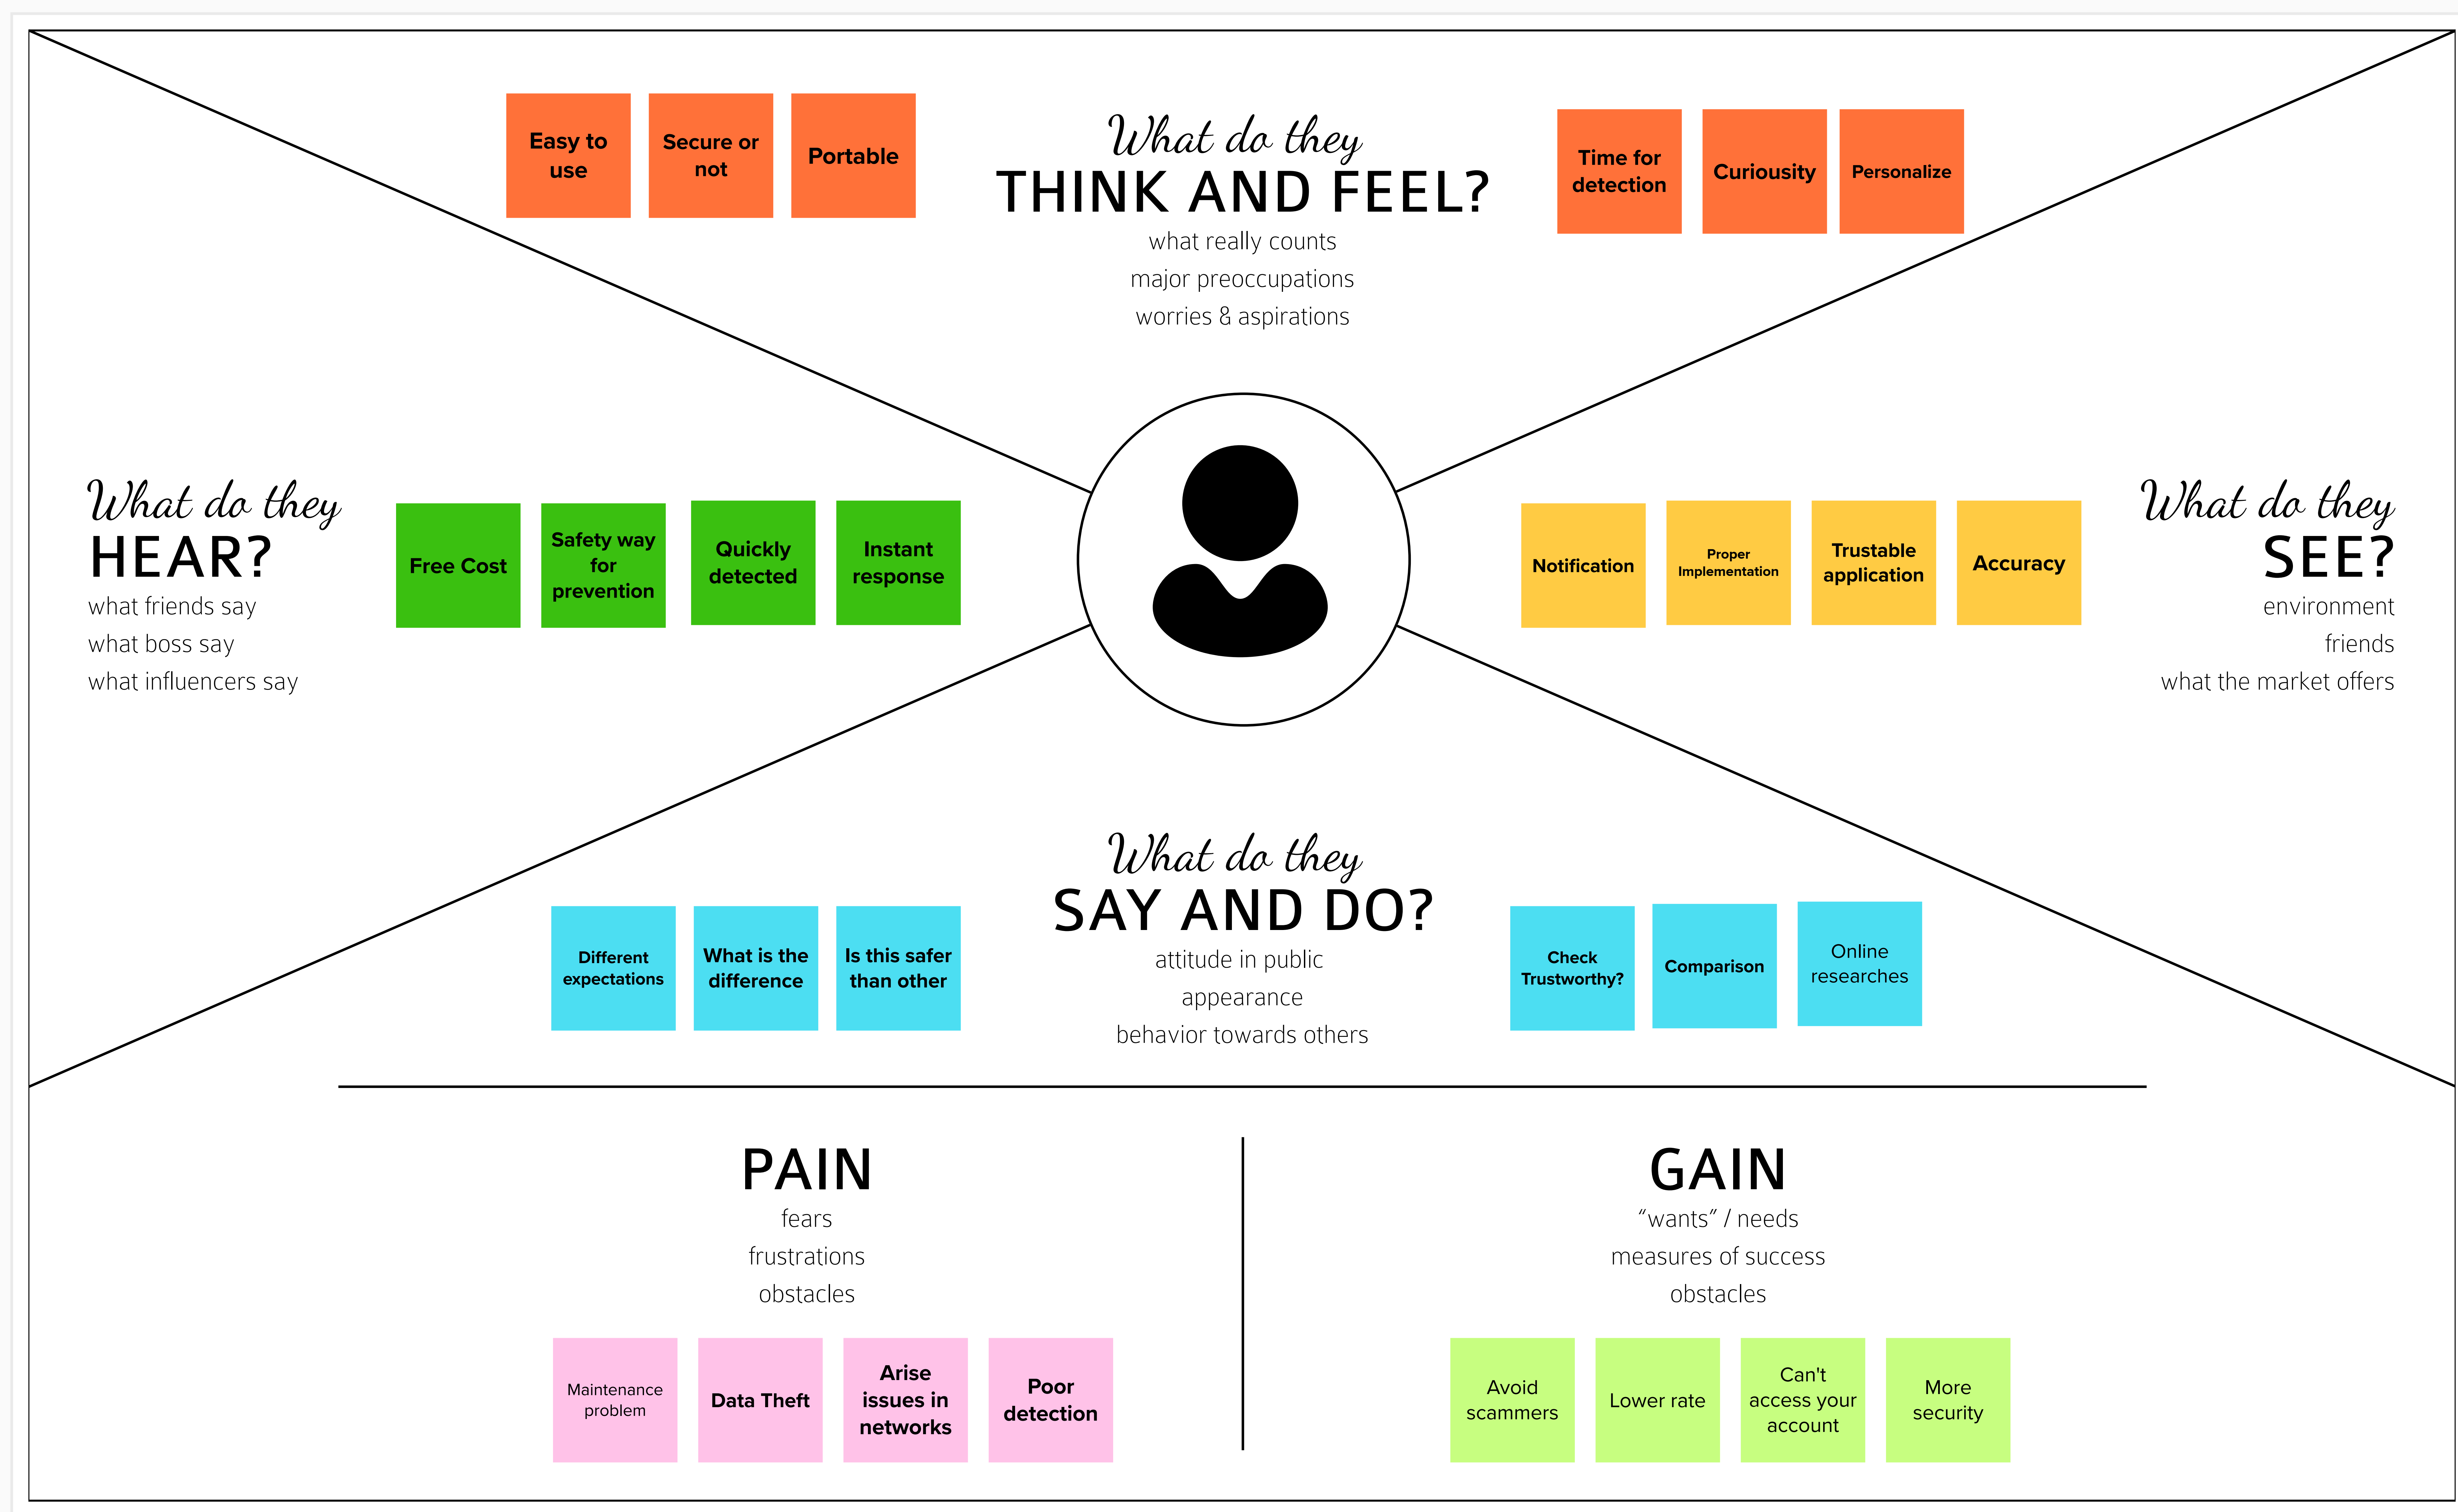 What do they
THINK AND FEEL?
what really counts
major preoccupations
worries & aspirations
Easy to
use
Secure or
not
Portable
Time for
detection
Curiousity
Personalize
What do they
HEAR?
what friends say
what boss say
what influencers say
Free Cost
Safety way
for
prevention
Quickly
detected
Instant
response
Notification
Proper
Implementation
Trustable
application
Accuracy
What do they
SEE?
environment
friends
what the market offers
What do they
SAY AND DO?
attitude in public
appearance
behavior towards others
Different
expectations
What is the
difference
Is this safer
than other
Check
Trustworthy?
Comparison
Online
researches
PAIN
fears
frustrations
obstacles
Maintenance
problem
Data Theft
Arise
issues in
networks
Poor
detection
GAIN
“wants” / needs
measures of success
obstacles
Avoid
scammers
Lower rate
Can't
access your
account
More
security